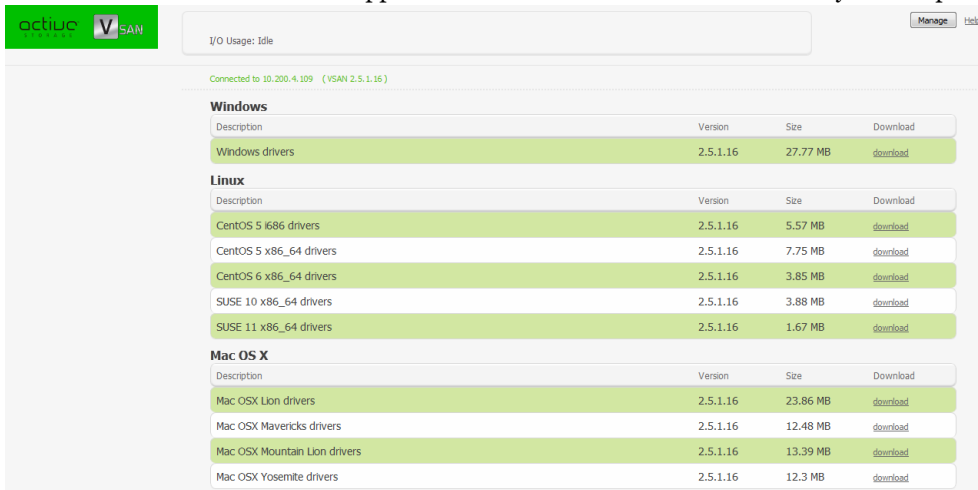 active V SAN
STORAGE
Manage Help
I/O Usage: Idle
Connected to 10.200.4.109 (VSAN 2.5.1.16)
Windows
Description Version Size Download
Windows drivers 2.5.1.16 27.77 MB download
Linux
Description Version Size Download
CentOS 5 i686 drivers 2.5.1.16 5.57 MB download
CentOS 5 x86_64 drivers 2.5.1.16 7.75 MB download
CentOS 6 x86_64 drivers 2.5.1.16 3.85 MB download
SUSE 10 x86_64 drivers 2.5.1.16 3.88 MB download
SUSE 11 x86_64 drivers 2.5.1.16 1.67 MB download
Mac OS X
Description Version Size Download
Mac OSX Lion drivers 2.5.1.16 23.86 MB download
Mac OSX Mavericks drivers 2.5.1.16 12.48 MB download
Mac OSX Mountain Lion drivers 2.5.1.16 13.39 MB download
Mac OSX Yosemite drivers 2.5.1.16 12.3 MB download